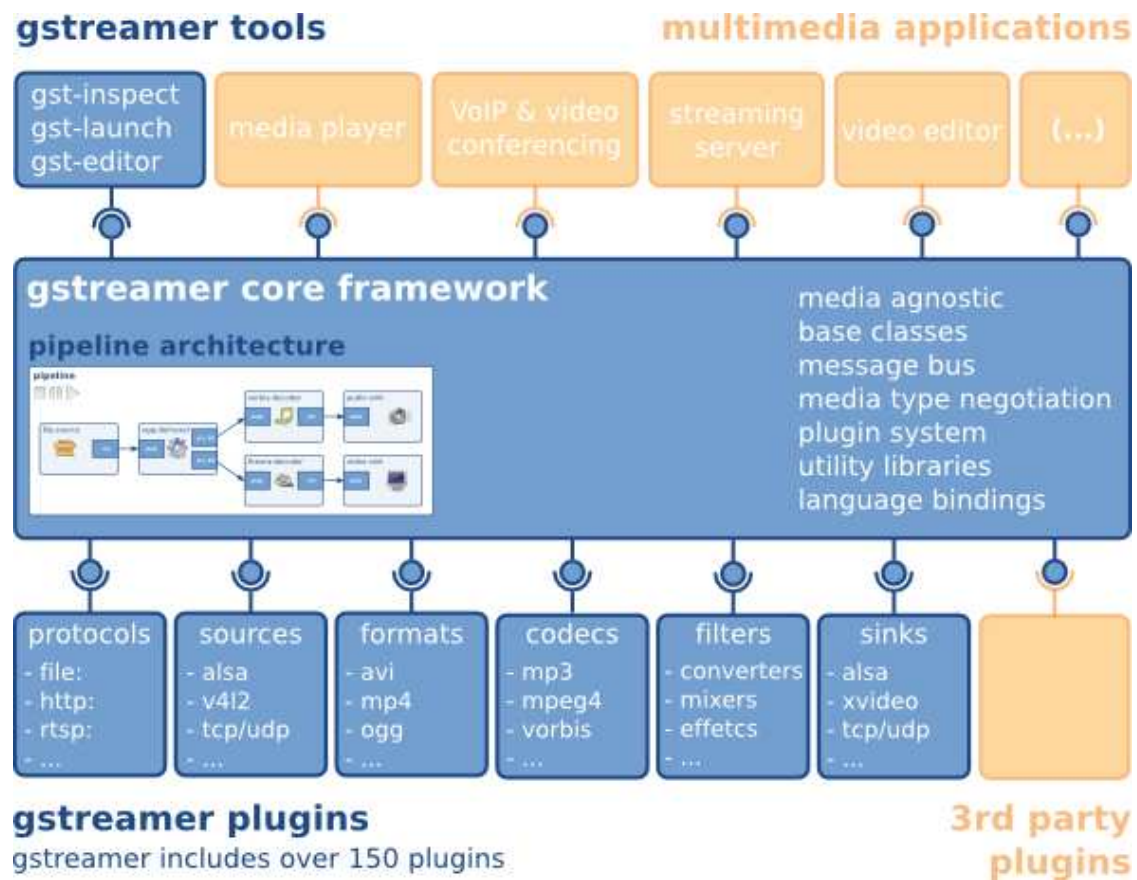 gstreamer tools
multimedia applications
gst-inspect
gst-launch
gst-editor
media player
VoIP & video
conferencing
streaming
server
video editor
(...)
gstreamer core framework
media agnostic
base classes
message bus
media type negotiation
plugin system
utility libraries
language bindings
pipeline architecture
pipeline
protocols
- file:
- http:
- rtsp:
- ...
sources
- alsa
- v4l2
- tcp/udp
- ...
formats
- avi
- mp4
- ogg
- ...
codecs
- mp3
- mpeg4
- vorbis
- ...
filters
- converters
- mixers
- effetcs
- ...
sinks
- alsa
- xvideo
- tcp/udp
- ...
gstreamer plugins
gstreamer includes over 150 plugins
3rd party
plugins